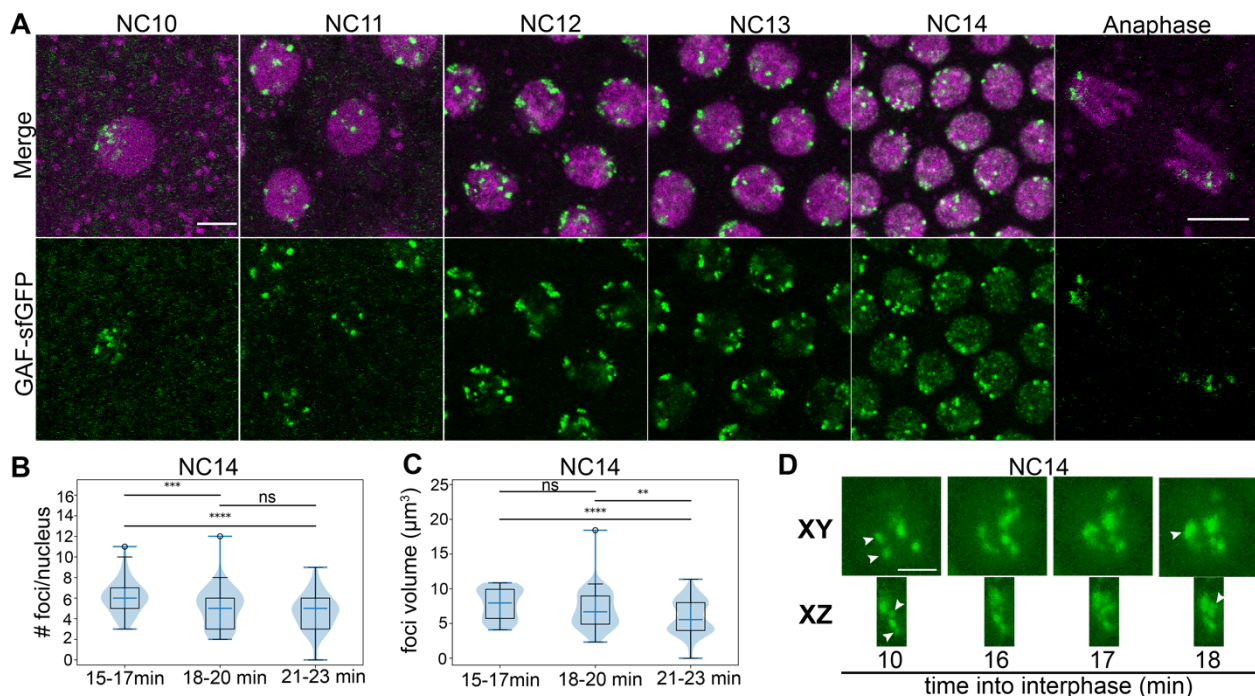 A
NC10 NC11 NC12 NC13 NC14 Anaphase
Merge
GAF-sfGFP
B
NC14
# foci/nucleus
16
14
12
10
8
6
4
2
0
***
ns
****
15-17min 18-20 min 21-23 min
C
NC14
foci volume (μm³)
25
20
15
10
5
0
ns
**
****
15-17min 18-20 min 21-23 min
D
NC14
XY
XZ
10 16 17 18
time into interphase (min)